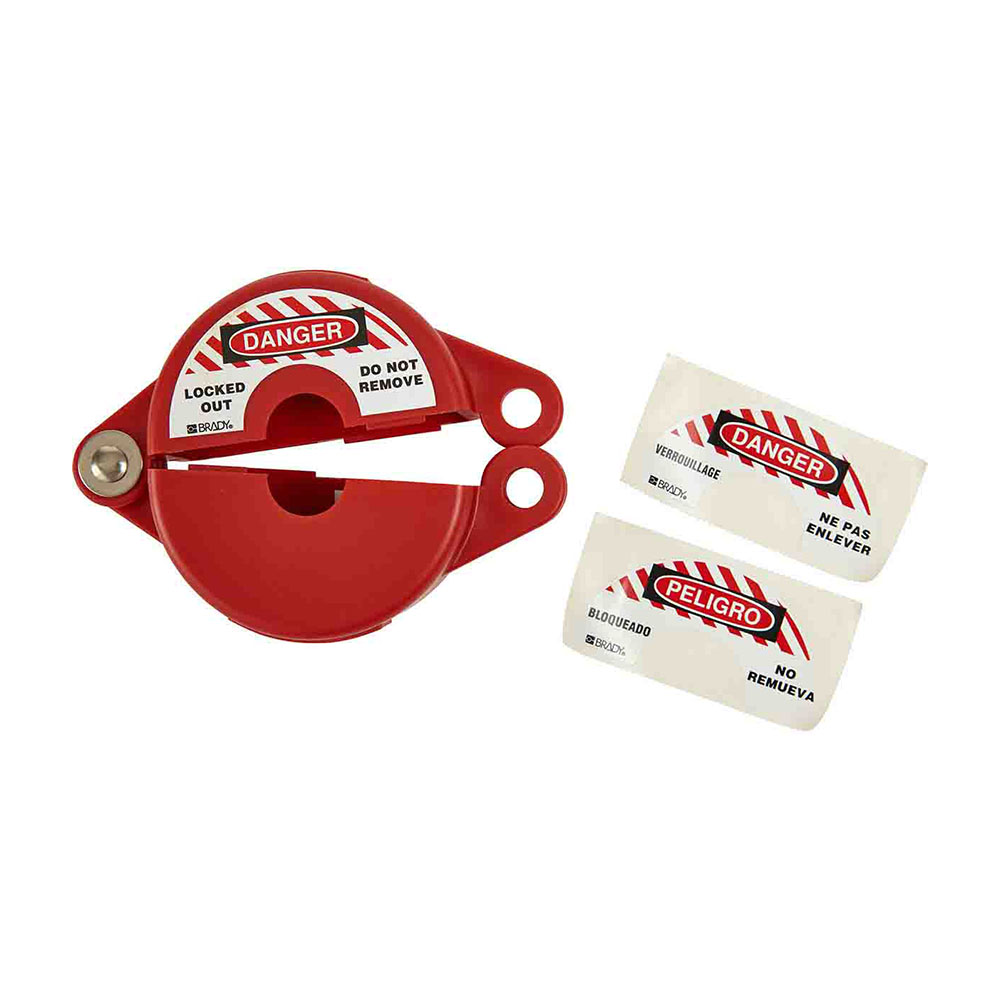 DANGER
LOCKED
OUT
DO NOT
REMOVE
BRADY®
DANGER
VERROUILLAGE
BRADY®
NE PAS
ENLEVER
PELIGRO
BLOQUEADO
BRADY®
NO
REMUEVA